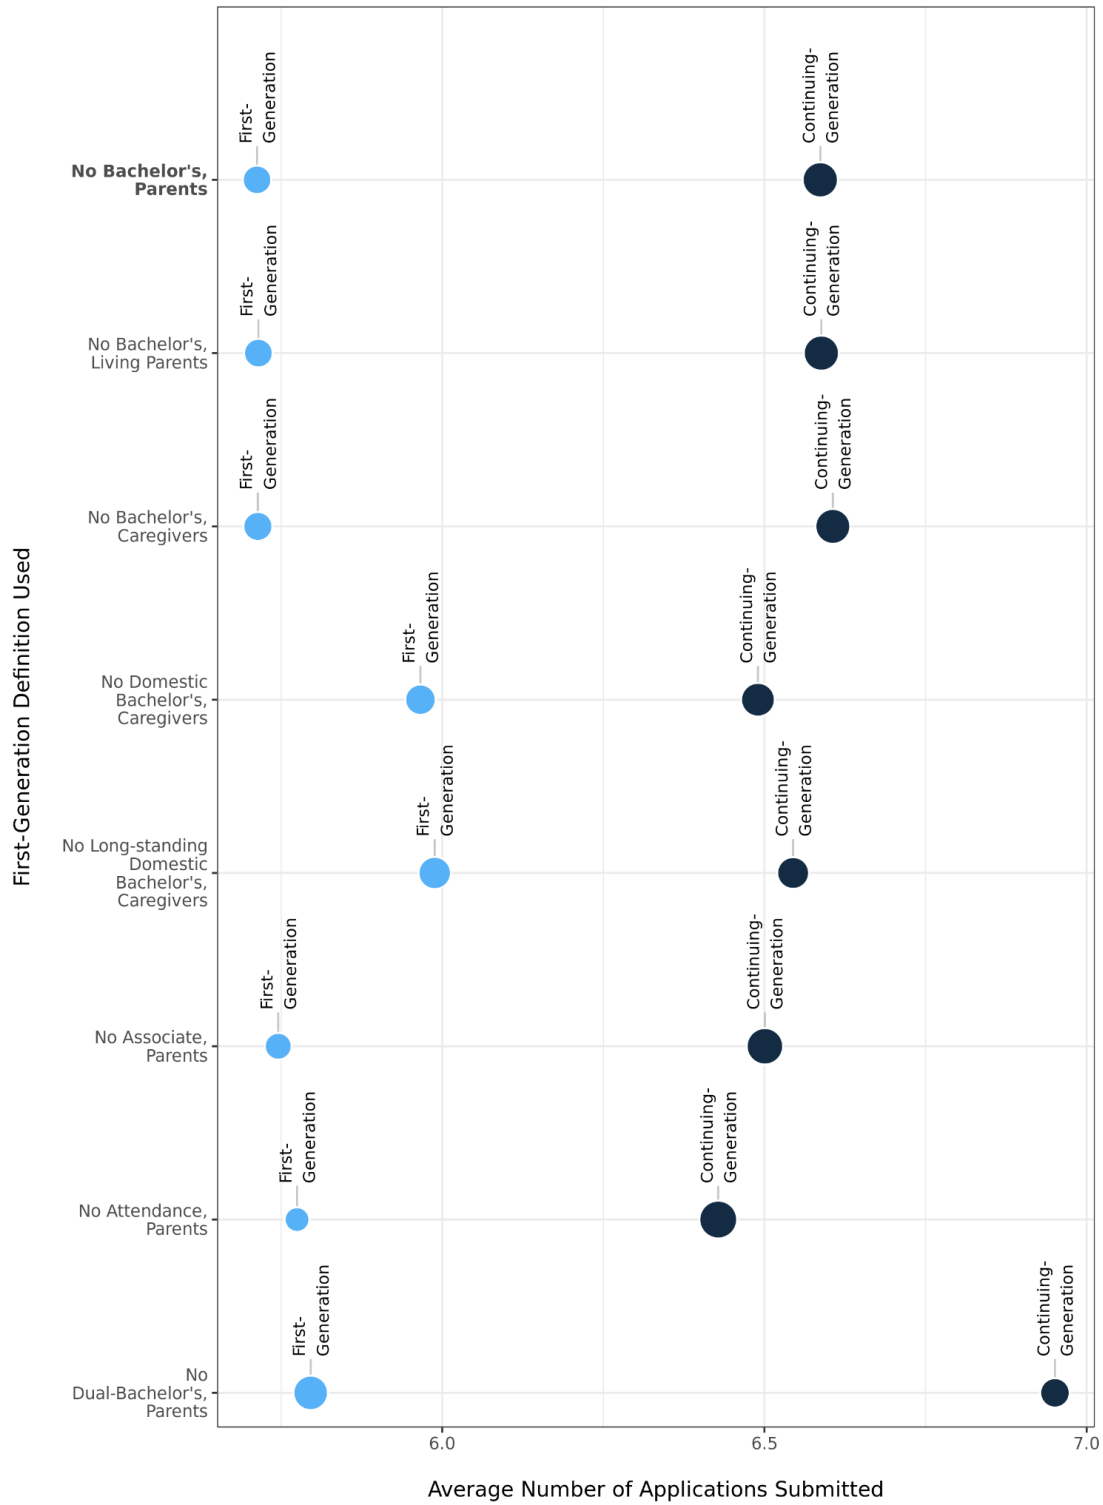 First-
Generation
Continuing-
Generation
No Bachelor's,
Parents
First-
Generation
Continuing-
Generation
No Bachelor's,
Living Parents
First-
Generation
Continuing-
Generation
No Bachelor's,
Caregivers
First-
Generation
Continuing-
Generation
No Domestic
Bachelor's,
Caregivers
First-
Generation
Continuing-
Generation
No Long-standing
Domestic
Bachelor's,
Caregivers
First-
Generation
Continuing-
Generation
No Associate,
Parents
First-
Generation
Continuing-
Generation
No Attendance,
Parents
First-
Generation
Continuing-
Generation
No
Dual-Bachelor's,
Parents
First-Generation Definition Used
6.0
6.5
7.0
Average Number of Applications Submitted